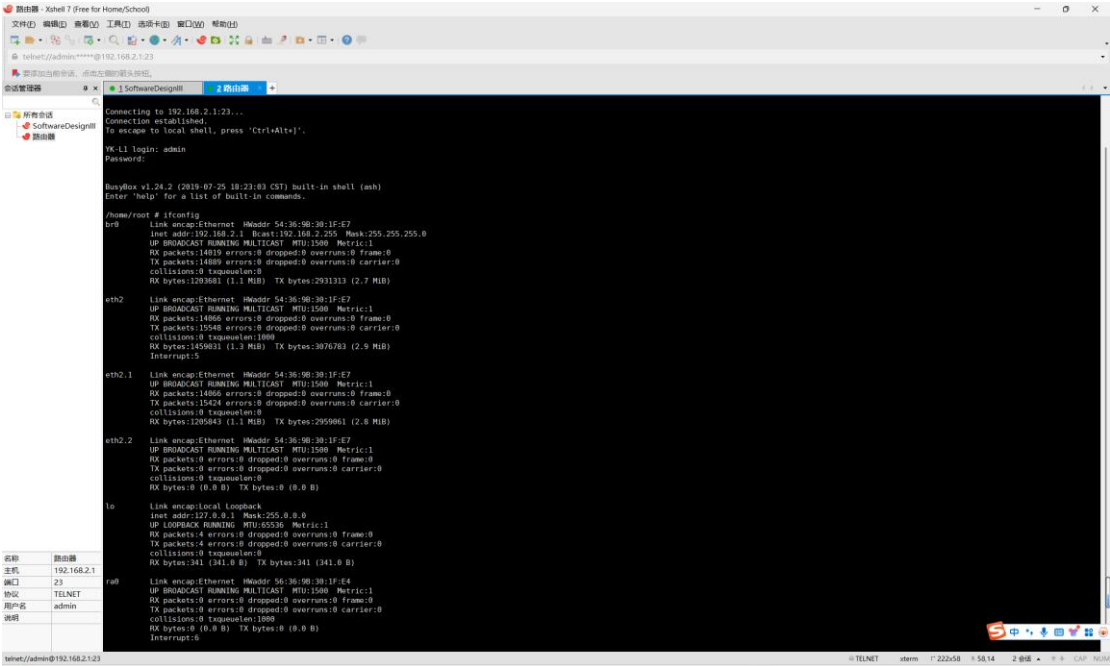 路由器 - Xshell 7 (Free for Home/School)
文件(F) 编辑(E) 查看(V) 工具(T) 选项卡(B) 窗口(W) 帮助(H)
telnet://admin:*****@192.168.2.1:23
要添加当前会话，点击左侧的箭头按钮。
会话管理器
1 SoftwareDesignIII
2 路由器
所有会话
SoftwareDesignIII
路由器
Connecting to 192.168.2.1:23...
Connection established.
To escape to local shell, press 'Ctrl+Alt+]'.
YK-L1 login: admin
Password:
BusyBox v1.24.2 (2019-07-25 18:23:03 CST) built-in shell (ash)
Enter 'help' for a list of built-in commands.
/home/root # ifconfig
br0 Link encap:Ethernet HWaddr 54:36:9B:30:1F:E7
inet addr:192.168.2.1 Bcast:192.168.2.255 Mask:255.255.255.0
UP BROADCAST RUNNING MULTICAST MTU:1500 Metric:1
RX packets:14019 errors:0 dropped:0 overruns:0 frame:0
TX packets:14889 errors:0 dropped:0 overruns:0 carrier:0
collisions:0 txqueuelen:0
RX bytes:1203681 (1.1 MiB) TX bytes:2931313 (2.7 MiB)
eth2 Link encap:Ethernet HWaddr 54:36:9B:30:1F:E7
UP BROADCAST RUNNING MULTICAST MTU:1500 Metric:1
RX packets:14066 errors:0 dropped:0 overruns:0 frame:0
TX packets:15548 errors:0 dropped:0 overruns:0 carrier:0
collisions:0 txqueuelen:1000
RX bytes:1459031 (1.3 MiB) TX bytes:3076783 (2.9 MiB)
Interrupt:5
eth2.1 Link encap:Ethernet HWaddr 54:36:9B:30:1F:E7
UP BROADCAST RUNNING MULTICAST MTU:1500 Metric:1
RX packets:14066 errors:0 dropped:0 overruns:0 frame:0
TX packets:15424 errors:0 dropped:0 overruns:0 carrier:0
collisions:0 txqueuelen:0
RX bytes:1205843 (1.1 MiB) TX bytes:2959061 (2.8 MiB)
eth2.2 Link encap:Ethernet HWaddr 54:36:9B:30:1F:E7
UP BROADCAST RUNNING MULTICAST MTU:1500 Metric:1
RX packets:0 errors:0 dropped:0 overruns:0 frame:0
TX packets:0 errors:0 dropped:0 overruns:0 carrier:0
collisions:0 txqueuelen:0
RX bytes:0 (0.0 B) TX bytes:0 (0.0 B)
lo Link encap:Local Loopback
inet addr:127.0.0.1 Mask:255.0.0.0
UP LOOPBACK RUNNING MTU:65536 Metric:1
RX packets:4 errors:0 dropped:0 overruns:0 frame:0
TX packets:4 errors:0 dropped:0 overruns:0 carrier:0
collisions:0 txqueuelen:0
RX bytes:341 (341.0 B) TX bytes:341 (341.0 B)
ra0 Link encap:Ethernet HWaddr 56:36:9B:30:1F:E4
UP BROADCAST RUNNING MULTICAST MTU:1500 Metric:1
RX packets:0 errors:0 dropped:0 overruns:0 frame:0
TX packets:0 errors:0 dropped:0 overruns:0 carrier:0
collisions:0 txqueuelen:1000
RX bytes:0 (0.0 B) TX bytes:0 (0.0 B)
Interrupt:6
名称 路由器
主机 192.168.2.1
端口 23
协议 TELNET
用户名 admin
说明
中
telnet://admin@192.168.2.1:23
TELNET xterm 222x58 58,14 2 会话 CAP NUM